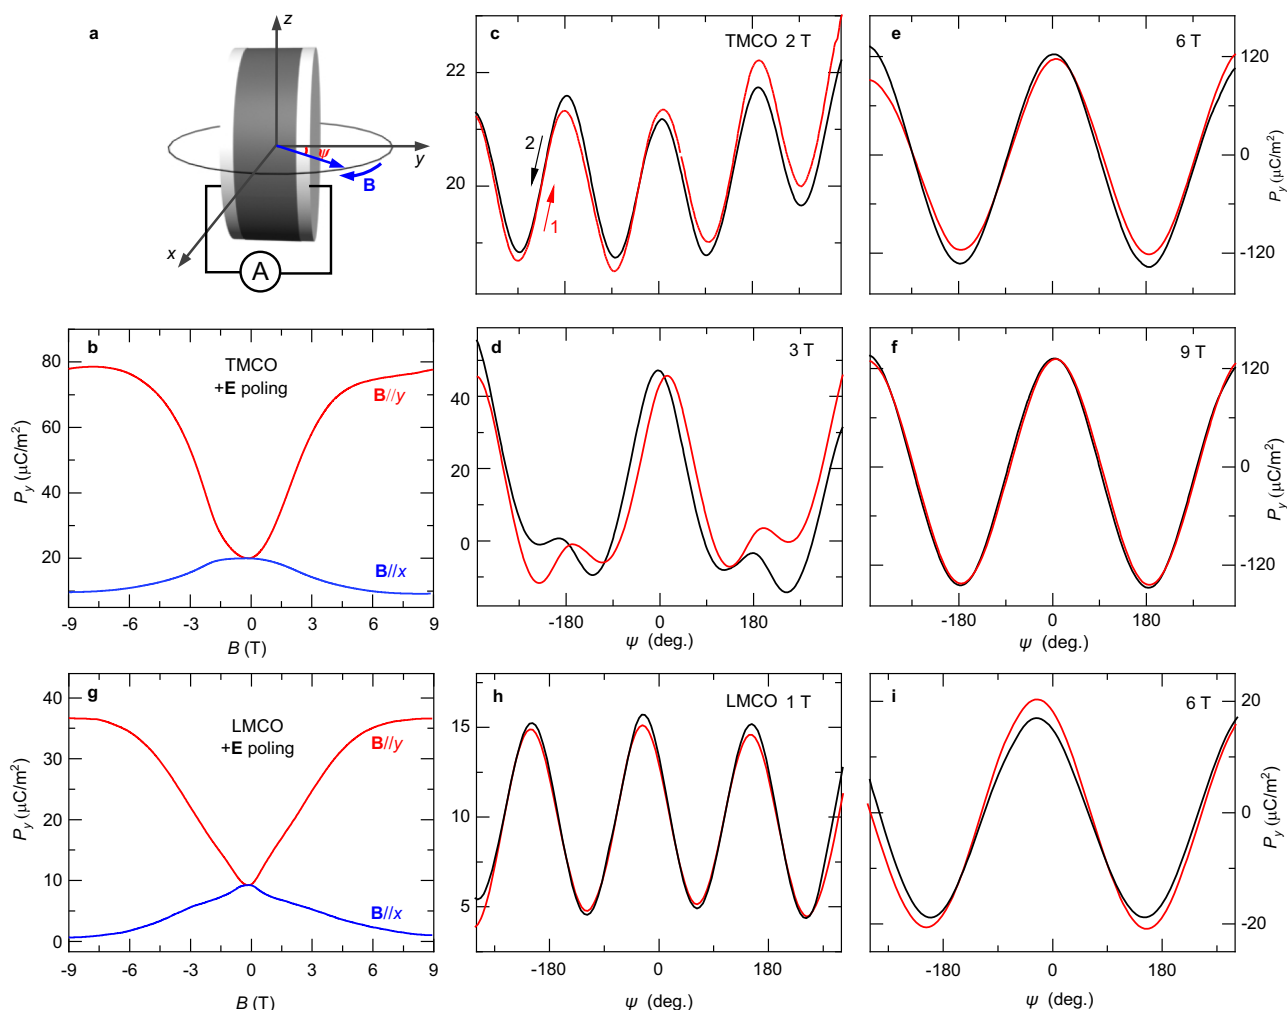 a
z
y
x
ψ
B
A
b
TMCO
+E poling
B//y
B//x
80
60
40
20
0
P_y (μC/m²)
-9 -6 -3 0 3 6 9
B (T)
c
TMCO 2 T
22
20
2
1
d
3 T
40
20
0
-180 0 180
ψ (deg.)
e
6 T
120
0
-120
P_y (μC/m²)
f
9 T
120
0
-120
P_y (μC/m²)
-180 0 180
ψ (deg.)
g
LMCO
+E poling
B//y
B//x
40
30
20
10
0
P_y (μC/m²)
-9 -6 -3 0 3 6 9
B (T)
h
LMCO 1 T
15
10
5
-180 0 180
ψ (deg.)
i
6 T
20
0
-20
P_y (μC/m²)
-180 0 180
ψ (deg.)